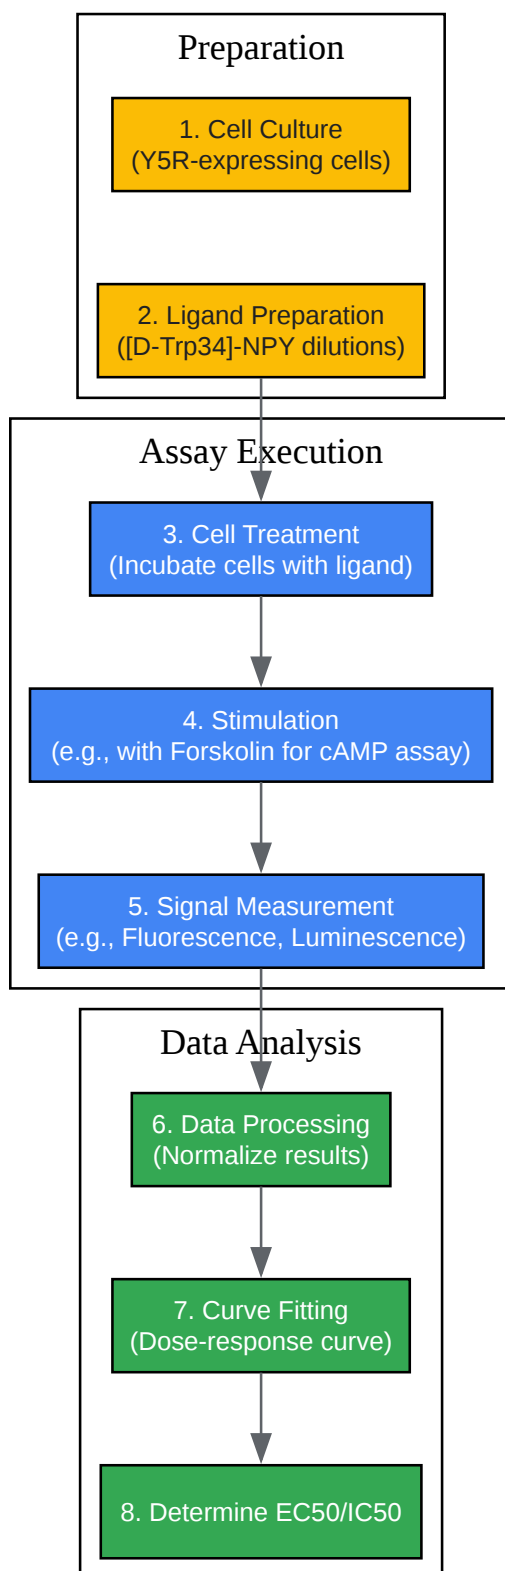 Preparation
1. Cell Culture
(Y5R-expressing cells)
2. Ligand Preparation
([D-Trp34]-NPY dilutions)
Assay Execution
3. Cell Treatment
(Incubate cells with ligand)
4. Stimulation
(e.g., with Forskolin for cAMP assay)
5. Signal Measurement
(e.g., Fluorescence, Luminescence)
Data Analysis
6. Data Processing
(Normalize results)
7. Curve Fitting
(Dose-response curve)
8. Determine EC50/IC50